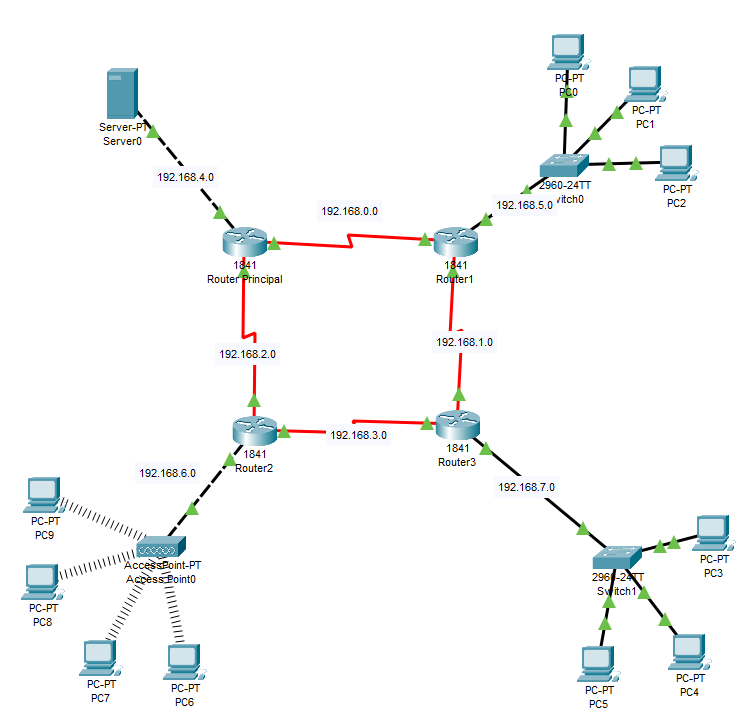 PC-PT
PC0
PC-PT
PC1
Server-PT
Server0
192.168.4.0
2960-24TT
witch0
PC-PT
PC2
192.168.5.0
192.168.0.0
1841
Router Principal
1841
Router1
192.168.2.0
192.168.1.0
192.168.3.0
1841
Router2
1841
Router3
192.168.6.0
192.168.7.0
PC-PT
PC9
AccessPoint-PT
Access Point0
2960-24TT
Switch1
PC-PT
PC3
PC-PT
PC8
PC-PT
PC7
PC-PT
PC6
PC-PT
PC5
PC-PT
PC4